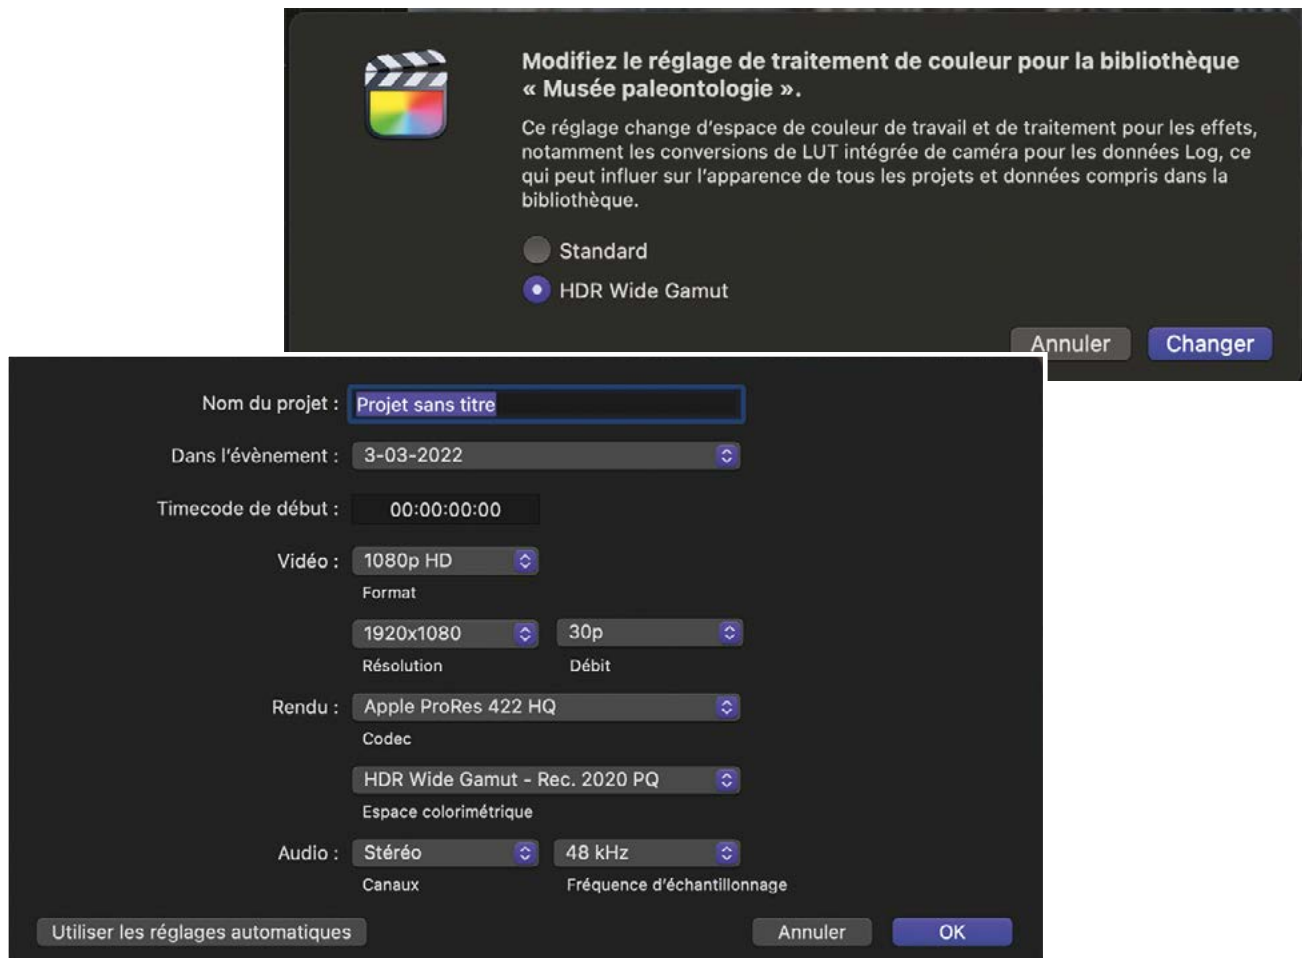 Modifiez le réglage de traitement de couleur pour la bibliothèque
« Musée paleontologie ».
Ce réglage change d'espace de couleur de travail et de traitement pour les effets,
notamment les conversions de LUT intégrée de caméra pour les données Log, ce
qui peut influer sur l'apparence de tous les projets et données compris dans la
bibliothèque.
Standard
HDR Wide Gamut
Annuler Changer
Nom du projet : Projet sans titre
Dans l'évènement : 3-03-2022
Timecode de début : 00:00:00:00
Vidéo : 1080p HD
Format
1920x1080 30p
Résolution Débit
Rendu : Apple ProRes 422 HQ
Codec
HDR Wide Gamut - Rec. 2020 PQ
Espace colorimétrique
Audio : Stéréo 48 kHz
Canaux Fréquence d'échantillonnage
Utiliser les réglages automatiques Annuler OK